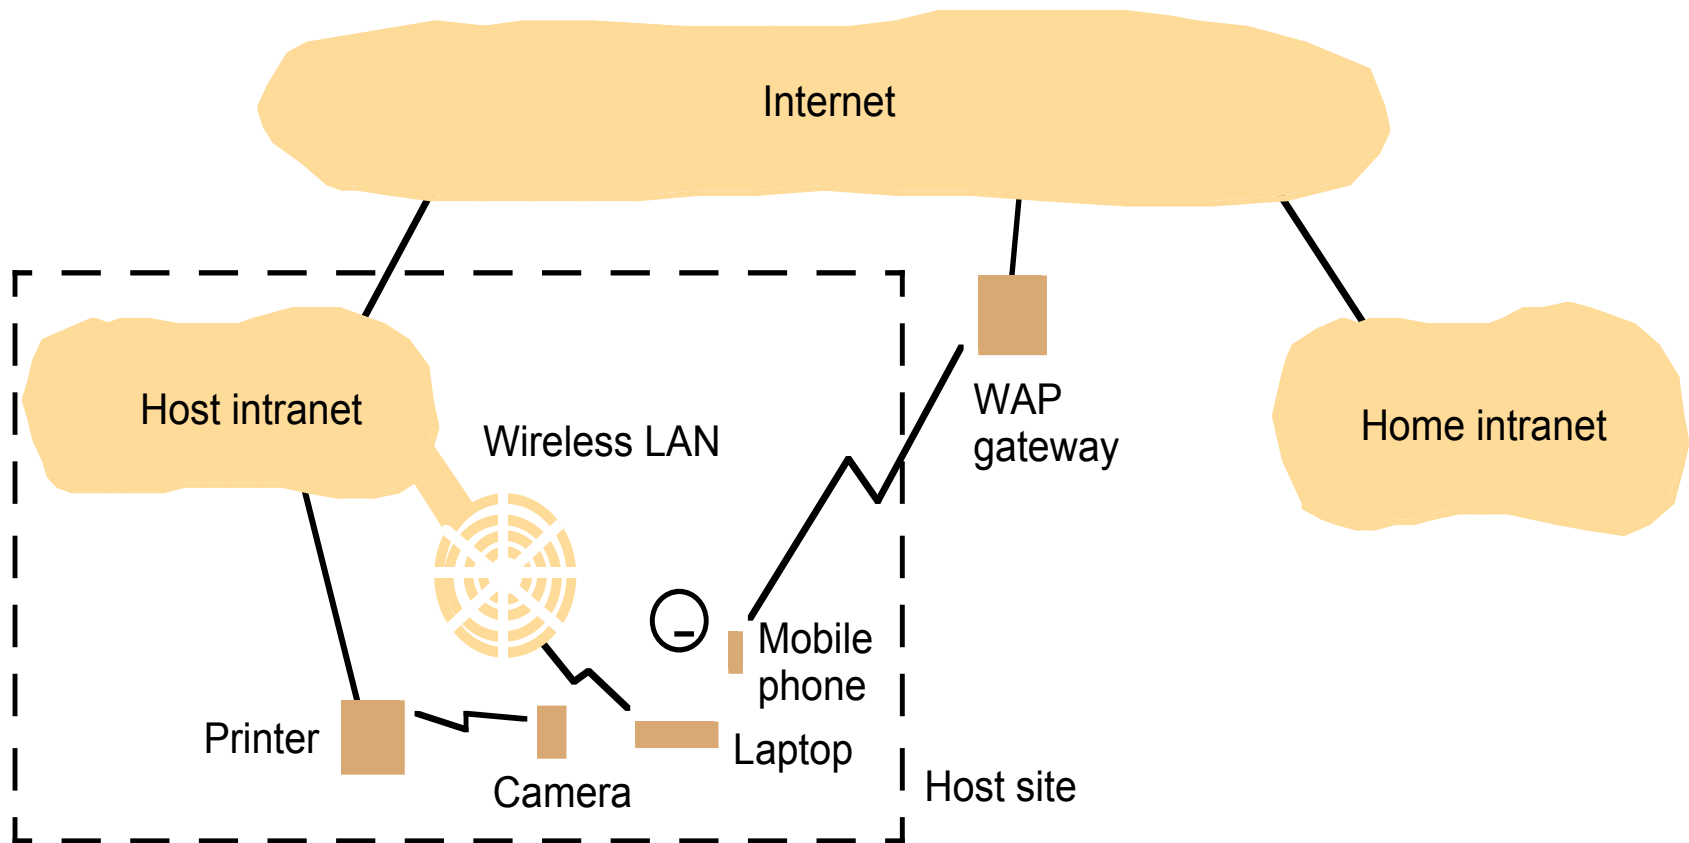 Internet
Host intranet
Wireless LAN
WAP
gateway
Home intranet
Mobile
phone
Printer
Camera
Laptop
Host site